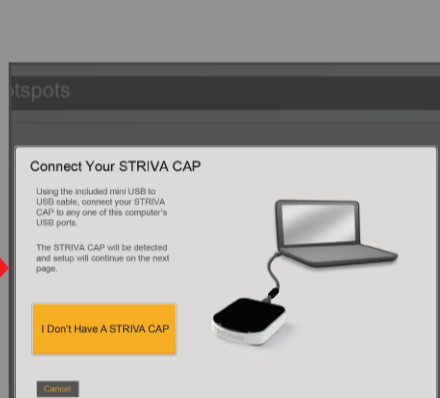 tspots
Connect Your STRIVA CAP
Using the included mini USB to
USB cable, connect your STRIVA
CAP to any one of this computer's
USB ports.
The STRIVA CAP will be detected
and setup will continue on the next
page.
I Don't Have A STRIVA CAP
Cancel